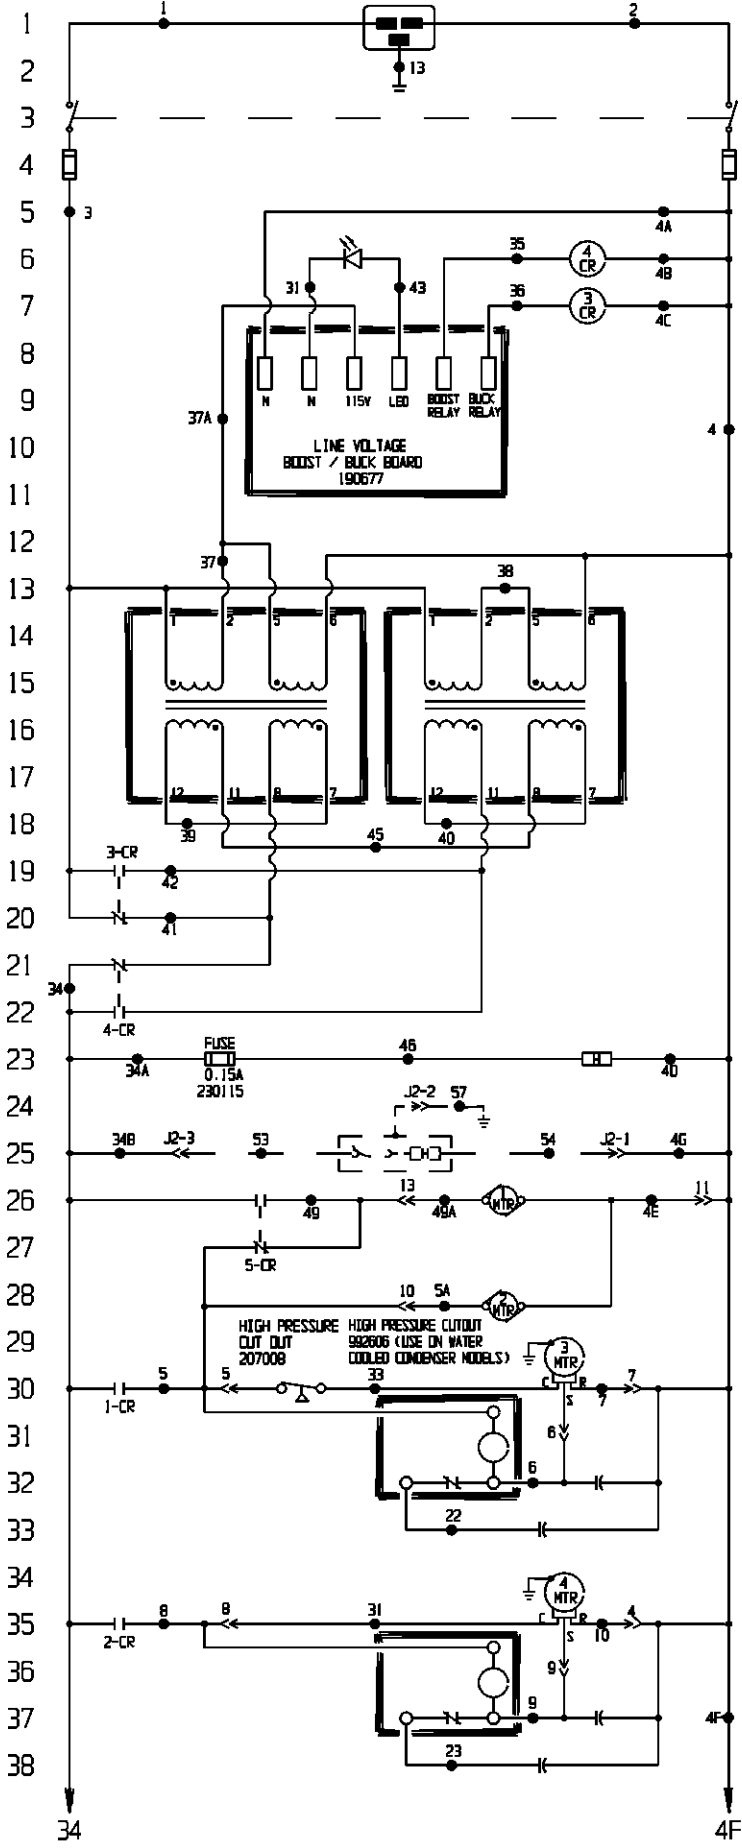 1 1 2
2 13
3
4
5 3 4A
6 35 4 CR 4B
7 31 43 36 3 CR 4C
8
9 N N 115V LED BOOST RELAY BUCK RELAY
37A 4
10 LINE VOLTAGE
BOOST / BUCK BOARD
11 190677
12
37
13 38
1 2 5 6 1 2 5 6
14
15
16
17
12 11 8 7 12 11 8 7
18 39 45 40
19 3-CR 42
20 41
21
34
22 4-CR
23 34A FUSE 46 4D
0.15A
230115
24 J2-2 57
25 34B J2-3 53 54 J2-1 4G
26 49 13 49A 1 MTR 4E 11
27 5-CR
28 10 5A 2 MTR
29 HIGH PRESSURE HIGH PRESSURE CUTOUT 3 MTR
CUT OUT 992606 (USE ON WATER
207008 COOLED CONDENSER MODELS)
30 1-CR 5 5 33 C S R 7 7
31 6
32 6
33 22
34 4 MTR
35 2-CR 8 8 31 C S R 10 4
36 9
37 9 4F
38 23
34 4F